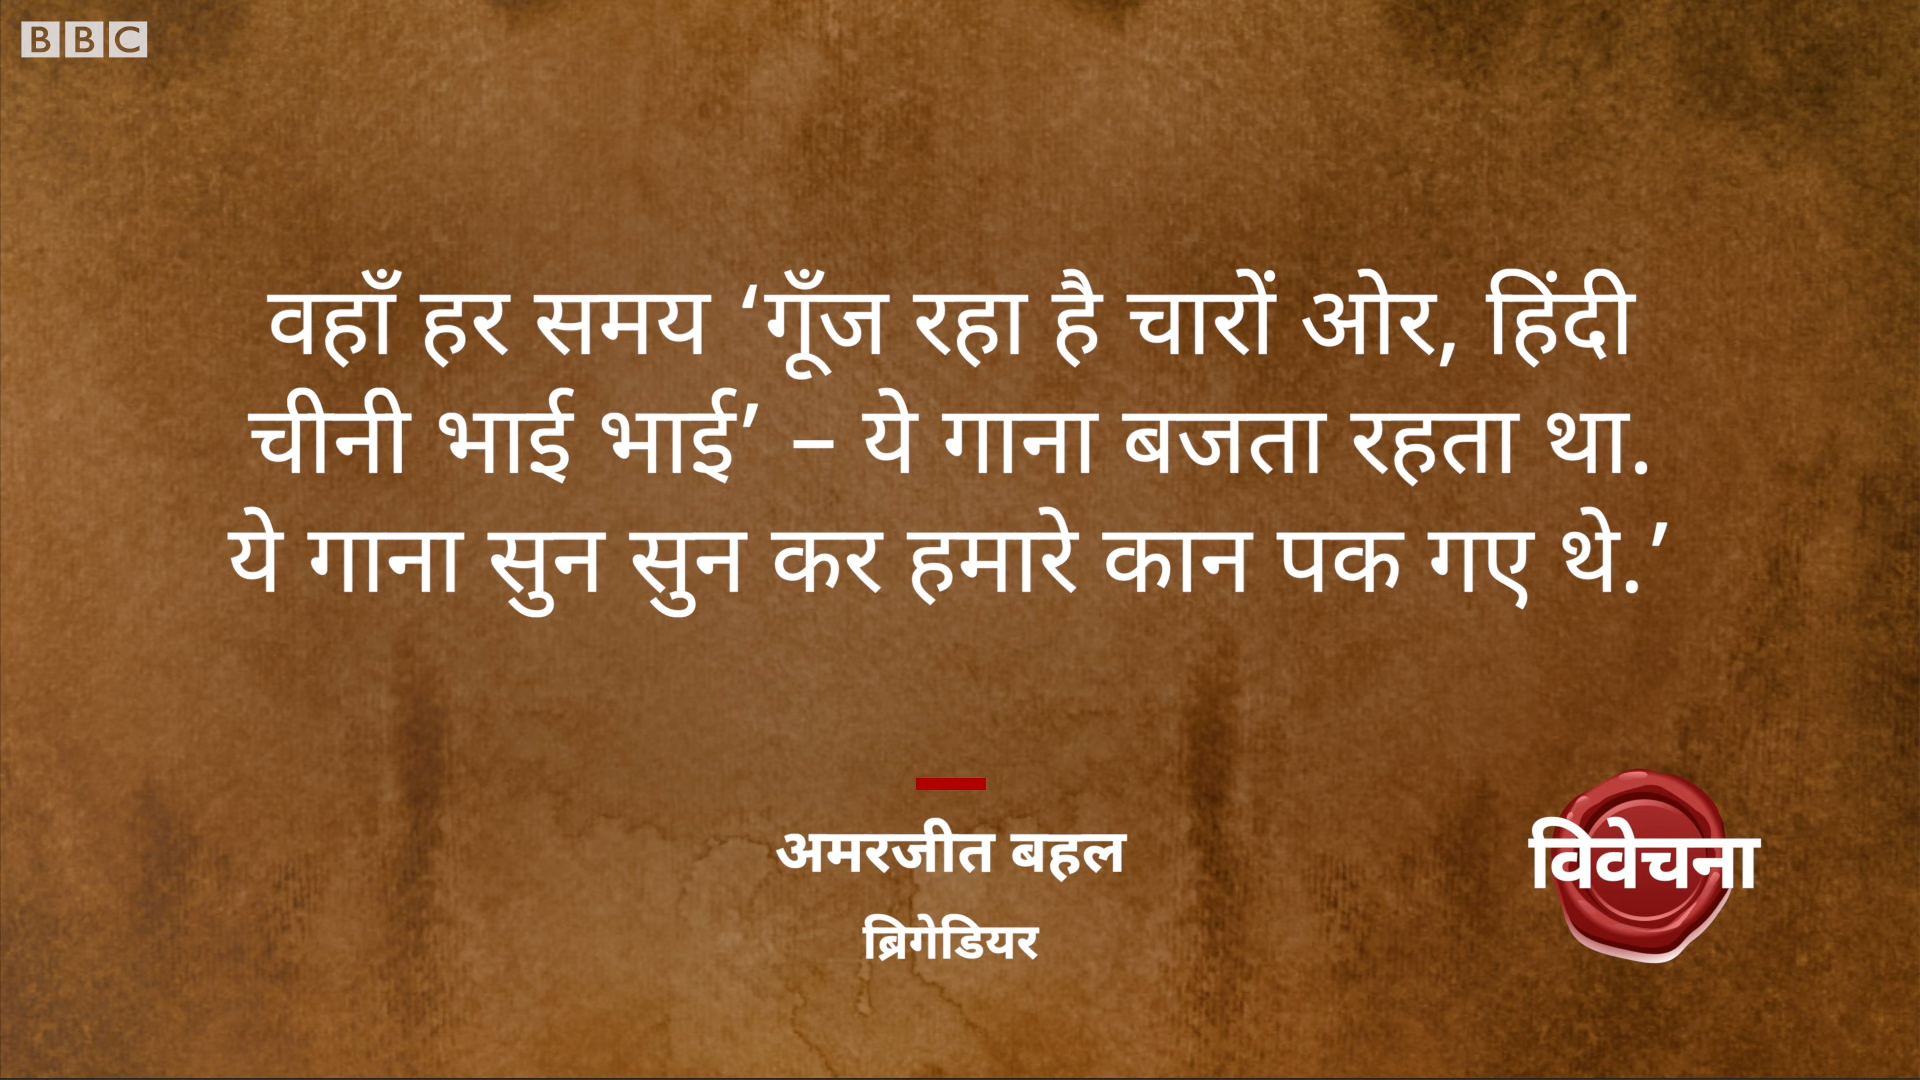 BBC
वहाँ हर समय ‘गूँज रहा है चारों ओर, हिंदी
चीनी भाई भाई’ – ये गाना बजता रहता था.
ये गाना सुन सुन कर हमारे कान पक गए थे.’
अमरजीत बहल
ब्रिगेडियर
विवेचना